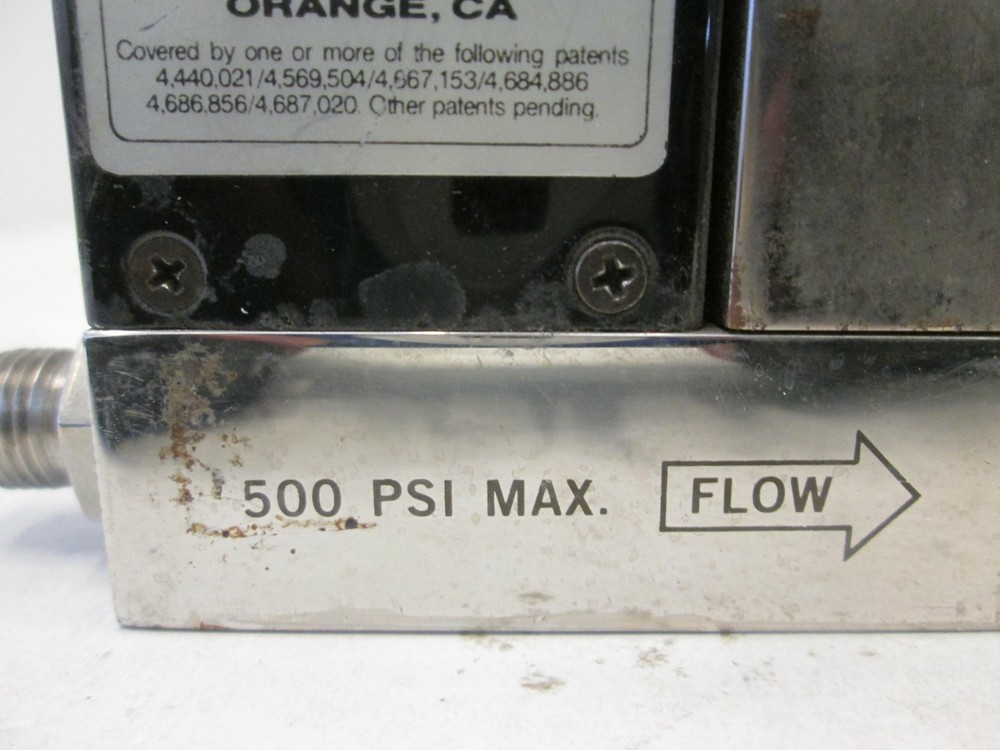 ORANGE, CA
Covered by one or more of the following patents
4,440,021/4,569,504/4,667,153/4,684,886
4,686,856/4,687,020. Other patents pending.
500 PSI MAX.
FLOW